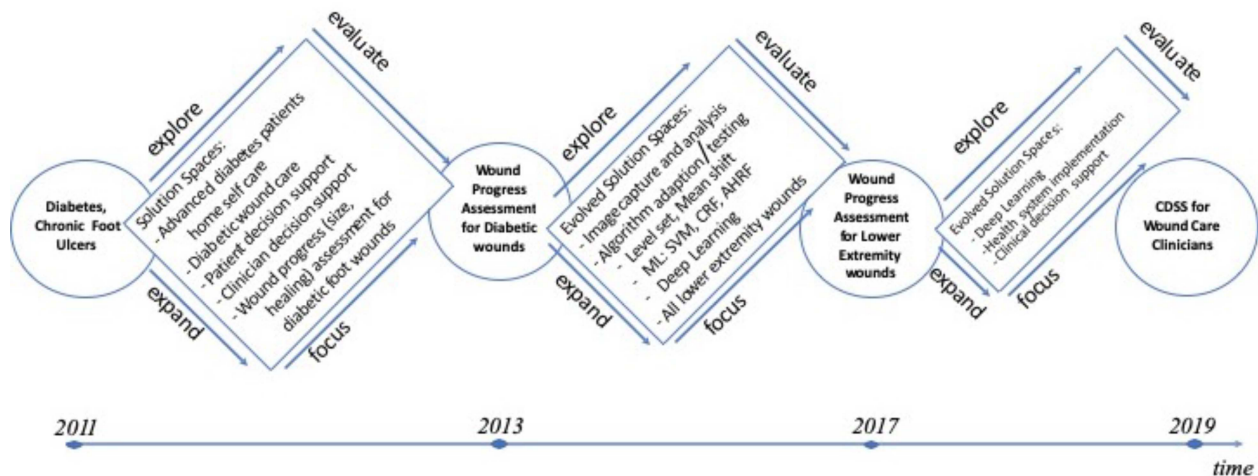 Diabetes,
Chronic Foot
Ulcers
explore
evaluate
Solution Spaces:
- Advanced diabetes patients
home self care
- Diabetic wound care
- Patient decision support
- Clinician decision support
- Wound progress (size,
healing) assessment for
diabetic foot wounds
expand
focus
Wound
Progress
Assessment
for Diabetic
wounds
explore
evaluate
Evolved Solution Spaces:
- Image capture and analysis
- Algorithm adaption/testing
- Level set, Mean shift
- ML: SVM, CRF, AHRF
- Deep Learning
- All lower extremity wounds
expand
focus
Wound
Progress
Assessment
for Lower
Extremity
wounds
explore
evaluate
Evolved Solution Spaces:
- Deep Learning
- Health system implementation
- Clinical decision support
expand
focus
CDSS for
Wound Care
Clinicians
2011
2013
2017
2019
time